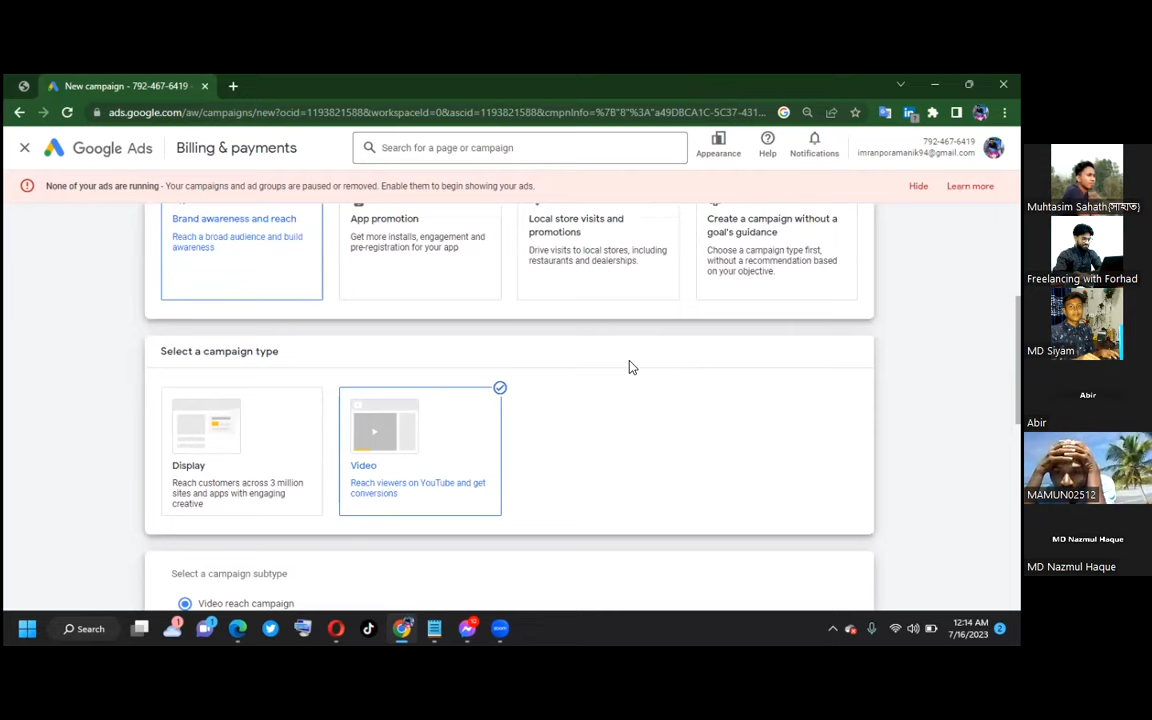 New campaign - 792-467-6419
ads.google.com/aw/campaigns/new?ocid=1193821588&workspaceId=0&ascid=1193821588&cmpnInfo=%7B"8"%3A"a49DBCA1C-5C37-431...
Google Ads
Billing & payments
Search for a page or campaign
Appearance
Help
Notifications
792-467-6419
imranporamanik94@gmail.com
None of your ads are running - Your campaigns and ad groups are paused or removed. Enable them to begin showing your ads.
Hide
Learn more
Brand awareness and reach
Reach a broad audience and build
awareness
App promotion
Get more installs, engagement and
pre-registration for your app
Local store visits and
promotions
Drive visits to local stores, including
restaurants and dealerships.
Create a campaign without a
goal's guidance
Choose a campaign type first,
without a recommendation based
on your objective.
Select a campaign type
Display
Reach customers across 3 million
sites and apps with engaging
creative
Video
Reach viewers on YouTube and get
conversions
Select a campaign subtype
Video reach campaign
Search
12:14 AM
7/16/2023
2
Muhtasim Sahath(সাহাত)
Freelancing with Forhad
MD Siyam
Abir
Abir
MAMUN02512
MD Nazmul Haque
MD Nazmul Haque